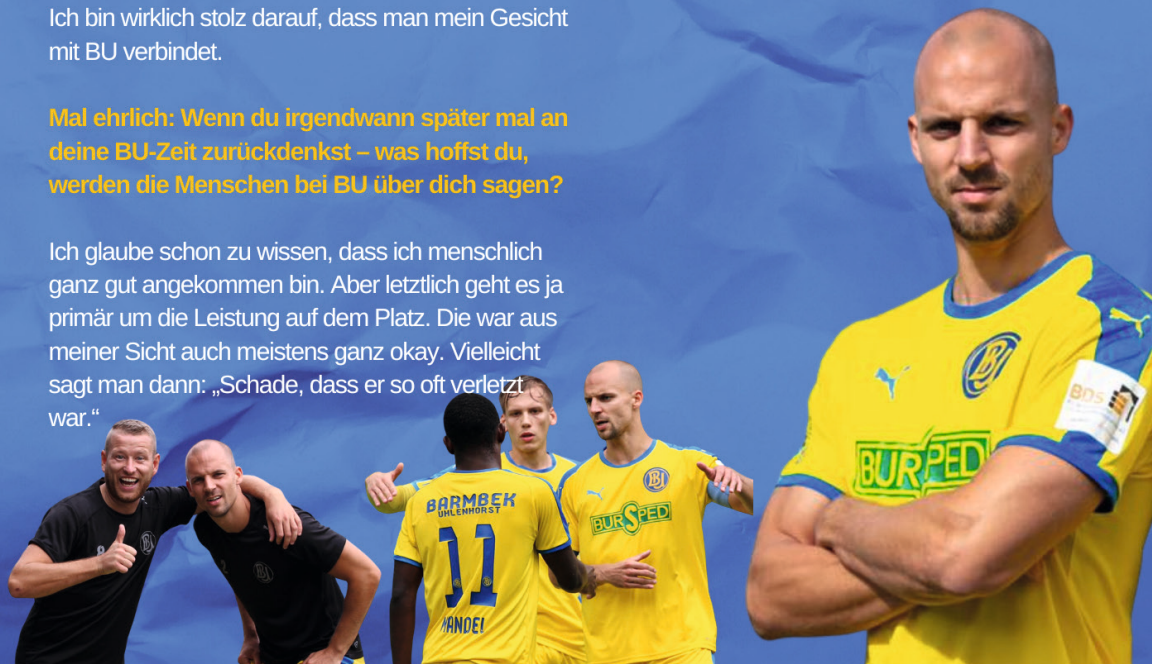 Ich bin wirklich stolz darauf, dass man mein Gesicht
mit BU verbindet.
Mal ehrlich: Wenn du irgendwann später mal an
deine BU-Zeit zurückdenkst – was hoffst du,
werden die Menschen bei BU über dich sagen?
Ich glaube schon zu wissen, dass ich menschlich
ganz gut angekommen bin. Aber letztlich geht es ja
primär um die Leistung auf dem Platz. Die war aus
meiner Sicht auch meistens ganz okay. Vielleicht
sagt man dann: „Schade, dass er so oft verletzt
war.“
BU
BDS
BURSPED
BARMBEK
UHLENHORST
11
BURSPED